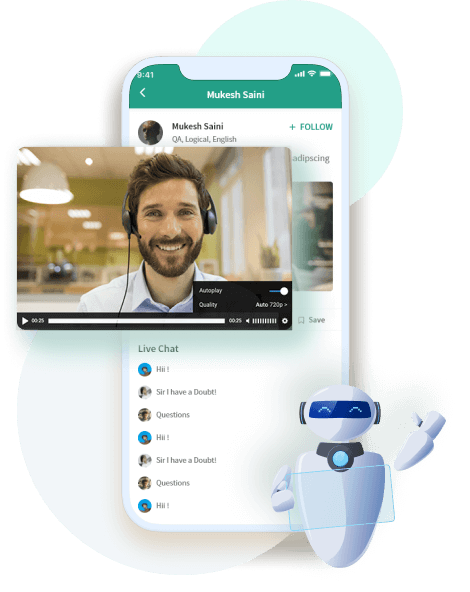 9:41
Mukesh Saini
Mukesh Saini
+ FOLLOW
QA, Logical, English
adipscing
Autoplay
Quality Auto 720p >
00:25 00:25
Save
Live Chat
Hii !
Sir I have a Doubt!
Questions
Hii !
Sir I have a Doubt!
Questions
Hii !